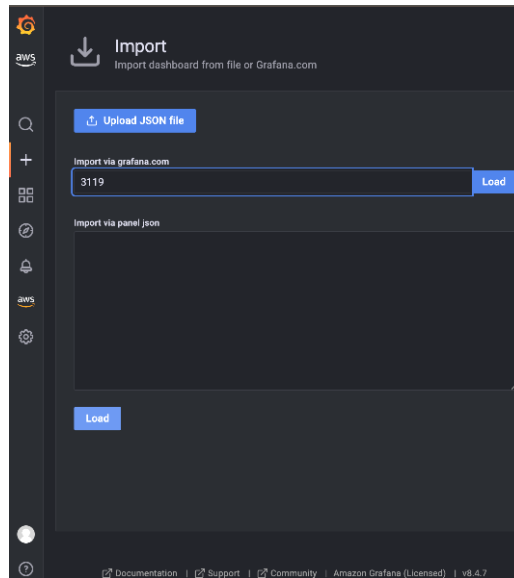 aws
Import
Import dashboard from file or Grafana.com
Upload JSON file
Import via grafana.com
3119
Load
Import via panel json
aws
Load
Documentation | Support | Community | Amazon Grafana (Licensed) | v8.4.7